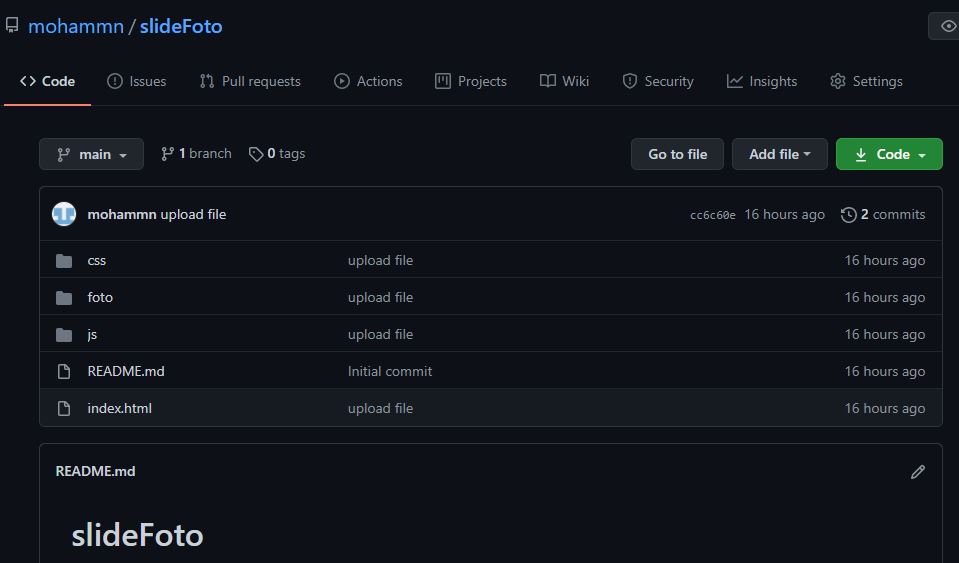 mohammn / slideFoto
Code Issues Pull requests Actions Projects Wiki Security Insights Settings
main 1 branch 0 tags Go to file Add file Code
mohammn upload file cc6c60e 16 hours ago 2 commits
css upload file 16 hours ago
foto upload file 16 hours ago
js upload file 16 hours ago
README.md Initial commit 16 hours ago
index.html upload file 16 hours ago
README.md
slideFoto